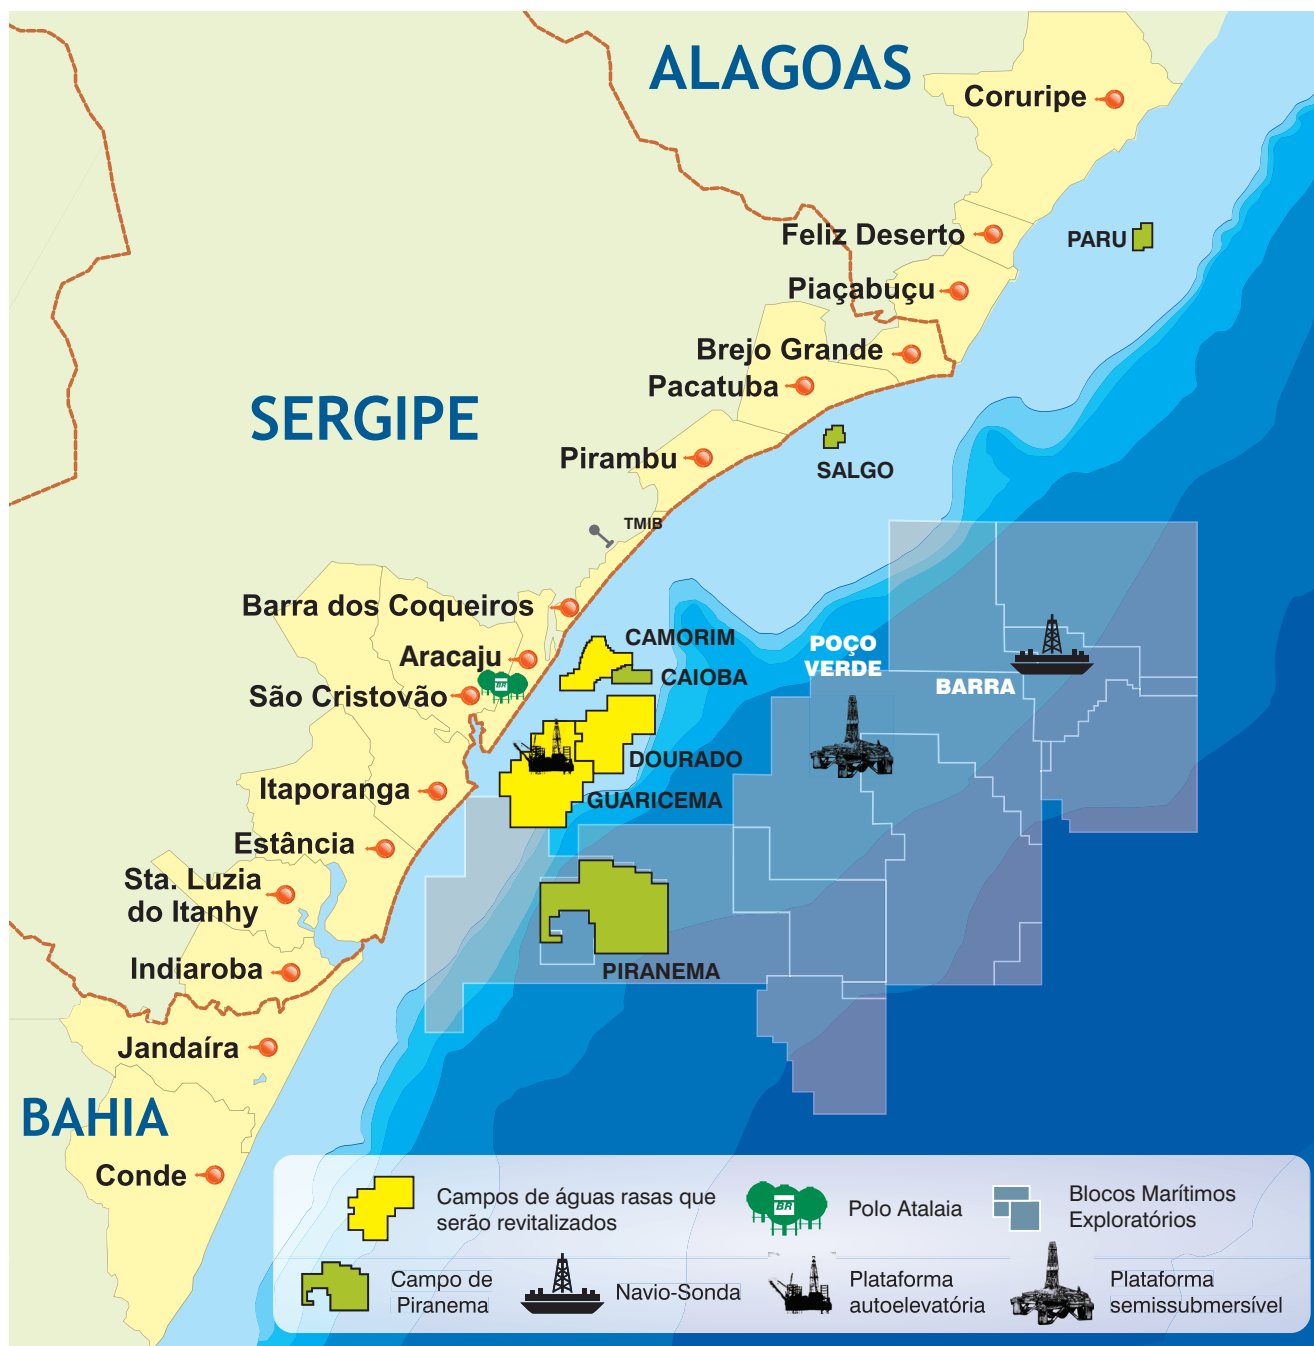 ALAGOAS
Coruripe
Feliz Deserto
PARU
Piaçabuçu
Brejo Grande
Pacatuba
SERGIPE
Pirambu
SALGO
TMIB
Barra dos Coqueiros
CAMORIM
Aracaju
CAIOBA
POÇO
VERDE
BARRA
São Cristovão
BR
DOURADO
Itaporanga
GUARICEMA
Estância
Sta. Luzia
do Itanhy
Indiaroba
PIRANEMA
Jandaíra
BAHIA
Conde
Campos de águas rasas que
serão revitalizados
BR
Polo Atalaia
Blocos Marítimos
Exploratórios
Campo de
Piranema
Navio-Sonda
Plataforma
autoelevatória
Plataforma
semissubmersível